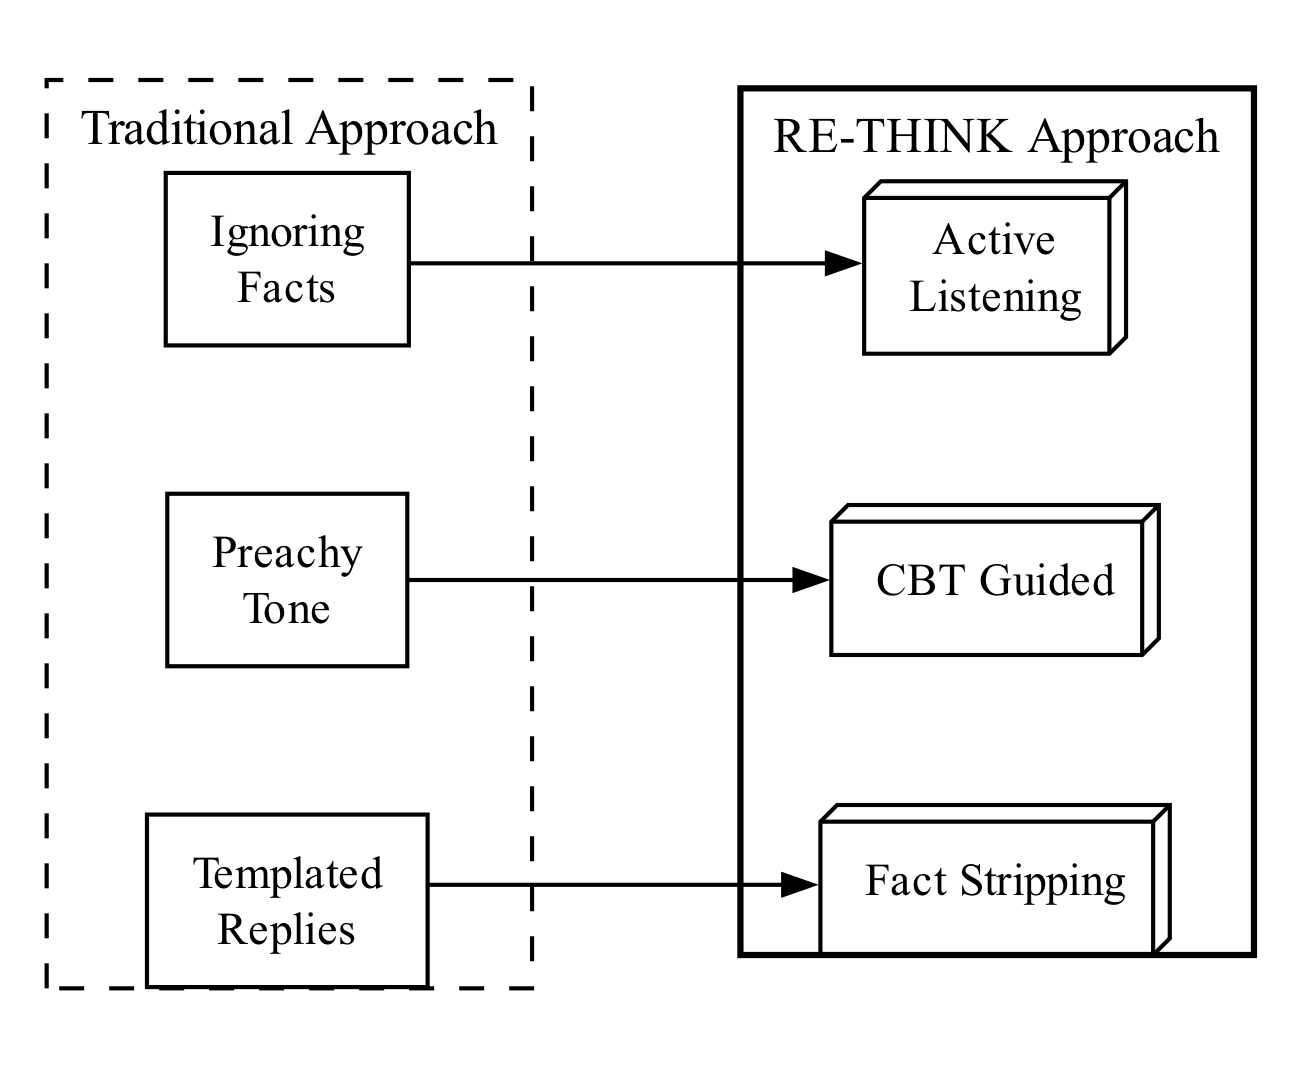 Traditional Approach
Ignoring
Facts
Preachy
Tone
Templated
Replies
RE-THINK Approach
Active
Listening
CBT Guided
Fact Stripping